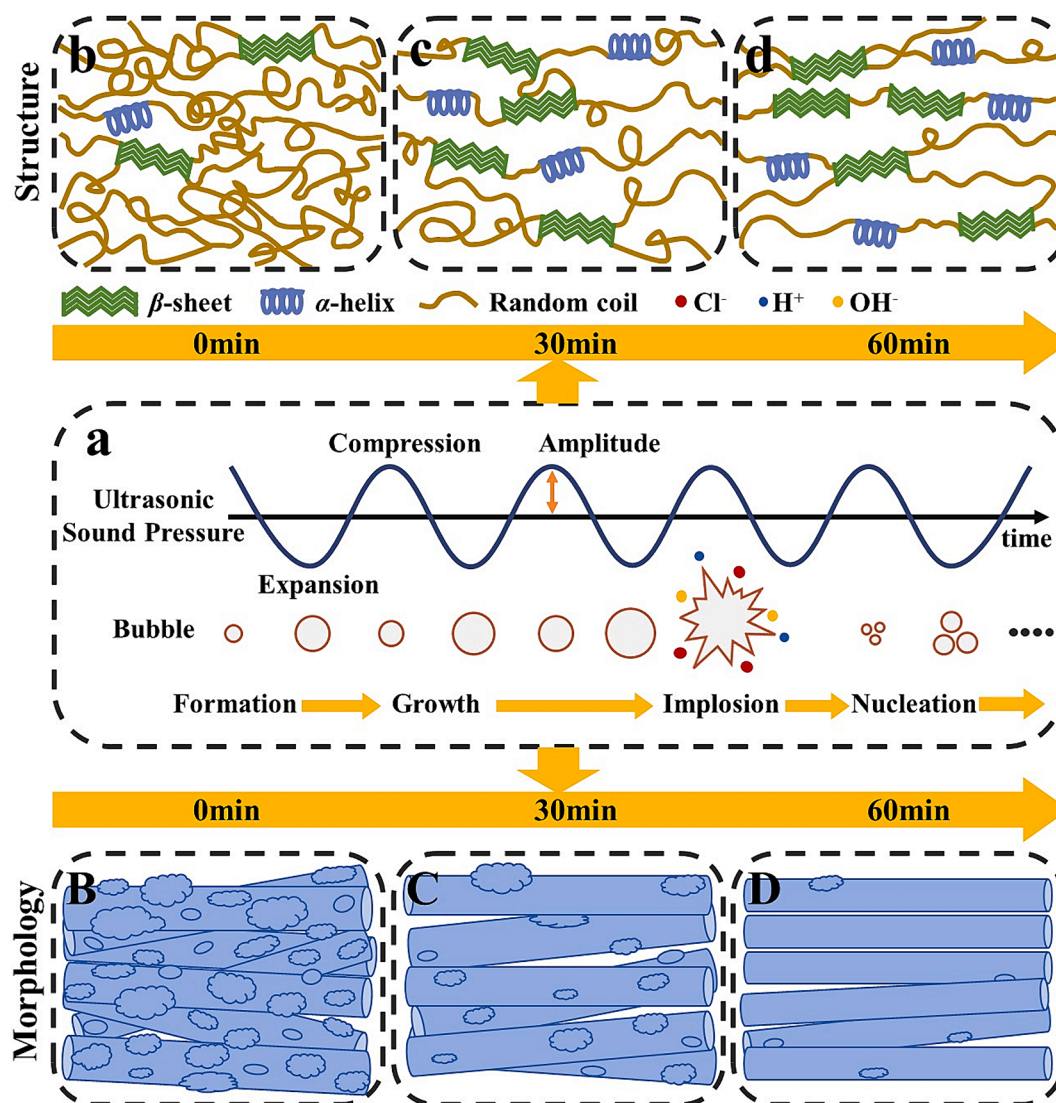 Structure
b
c
d
β-sheet α-helix Random coil Cl⁻ H⁺ OH⁻
0min 30min 60min
a
Compression Amplitude
Ultrasonic
Sound Pressure
time
Expansion
Bubble
Formation Growth Implosion Nucleation
0min 30min 60min
Morphology
B
C
D